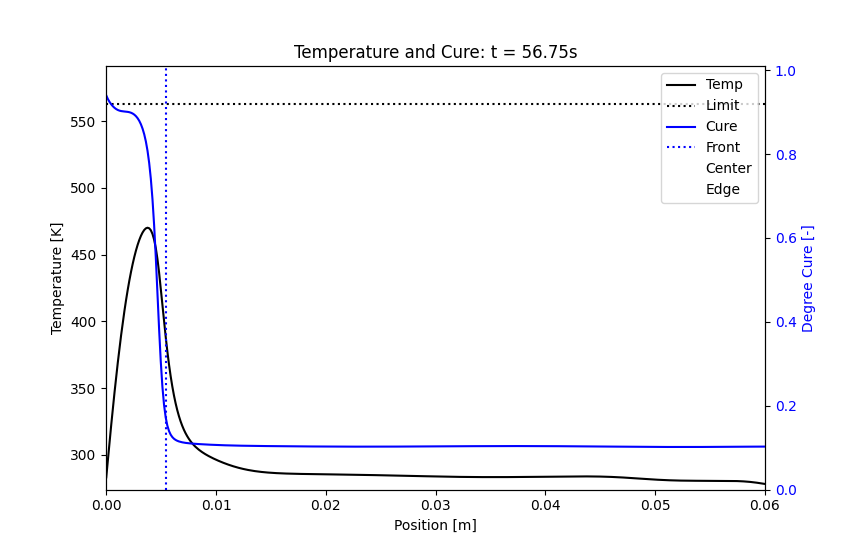 Temperature and Cure: t = 56.75s
Temp
Limit
Cure
Front
Center
Edge
Temperature [K]
550
500
450
400
350
300
Degree Cure [-]
1.0
0.8
0.6
0.4
0.2
0.0
0.00 0.01 0.02 0.03 0.04 0.05 0.06
Position [m]